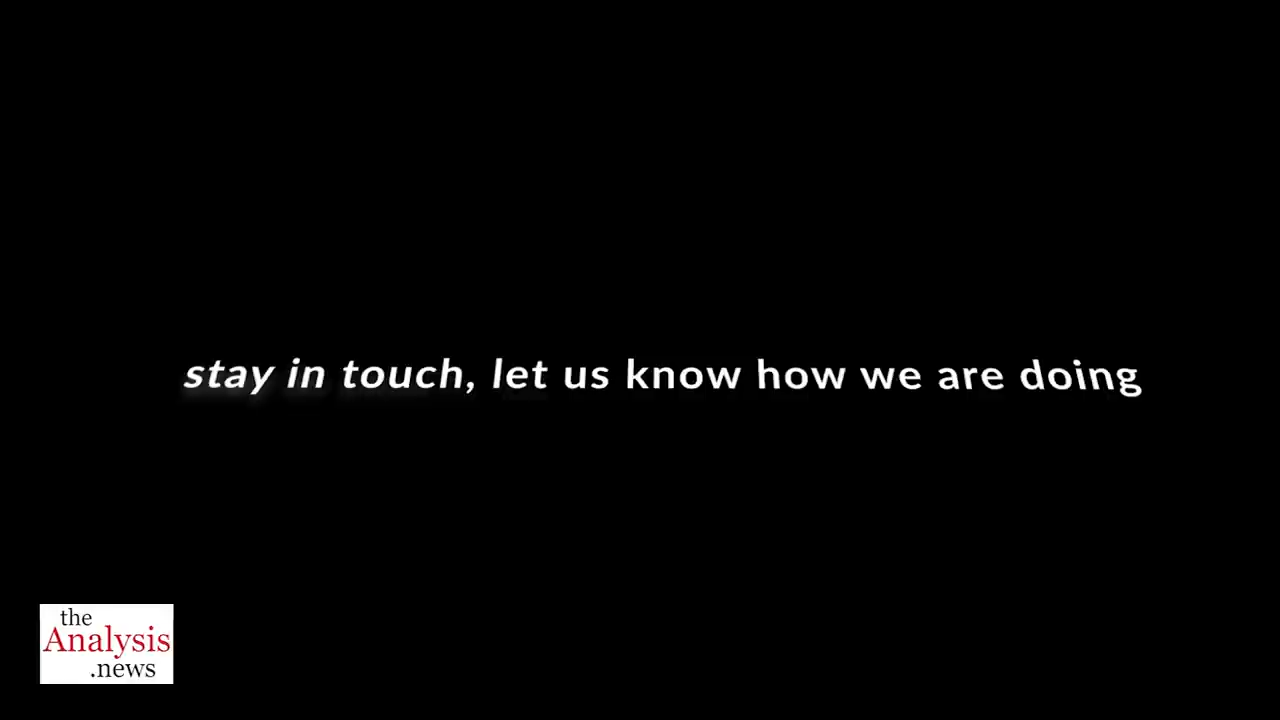 stay in touch, let us know how we are doing
the
Analysis
.news